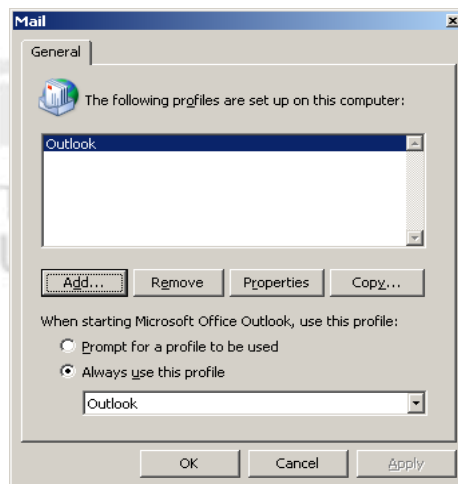 Mail
General
The following profiles are set up on this computer:
Outlook
Add... Remove Properties Copy...
When starting Microsoft Office Outlook, use this profile:
Prompt for a profile to be used
Always use this profile
Outlook
OK Cancel Apply